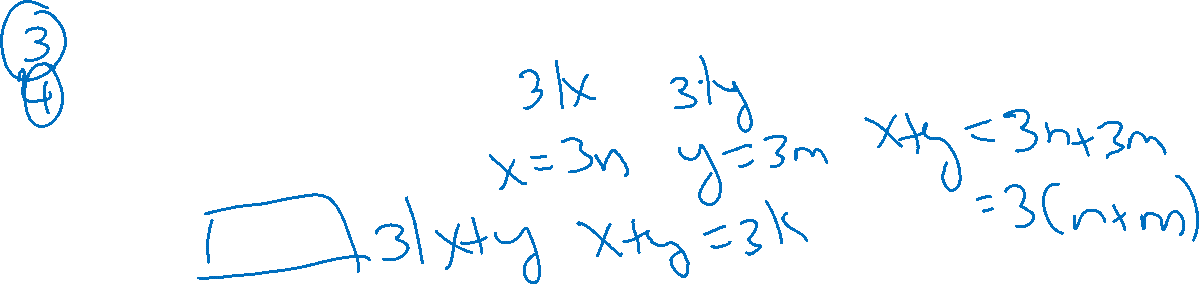 3
4
3|x 3|y
x=3n y=3m x+y=3n+3m
=3(n+m)
3|x+y x+y=3k